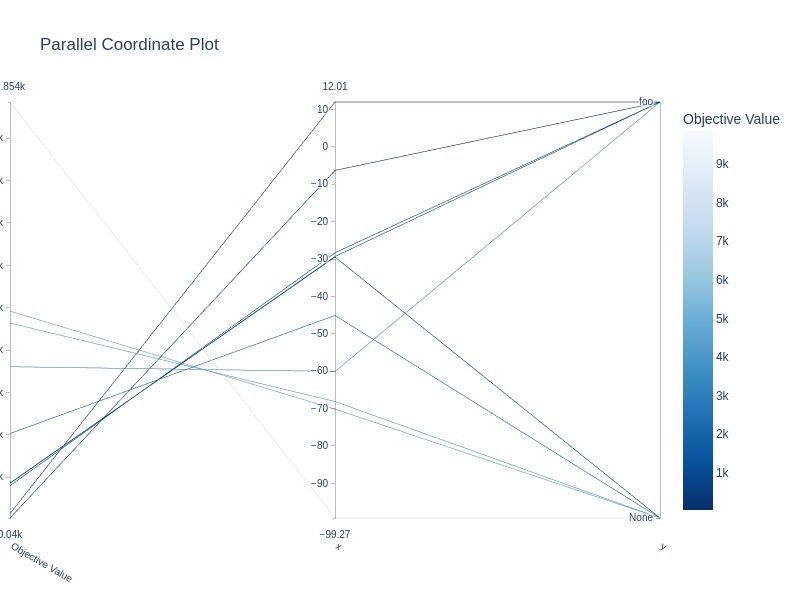 Parallel Coordinate Plot
.854k
12.01
foo
Objective Value
10
0
−10
−20
−30
−40
−50
−60
−70
−80
−90
k
k
k
k
k
k
k
k
k
9k
8k
7k
6k
5k
4k
3k
2k
1k
None
0.04k
−99.27
Objective Value
x
y